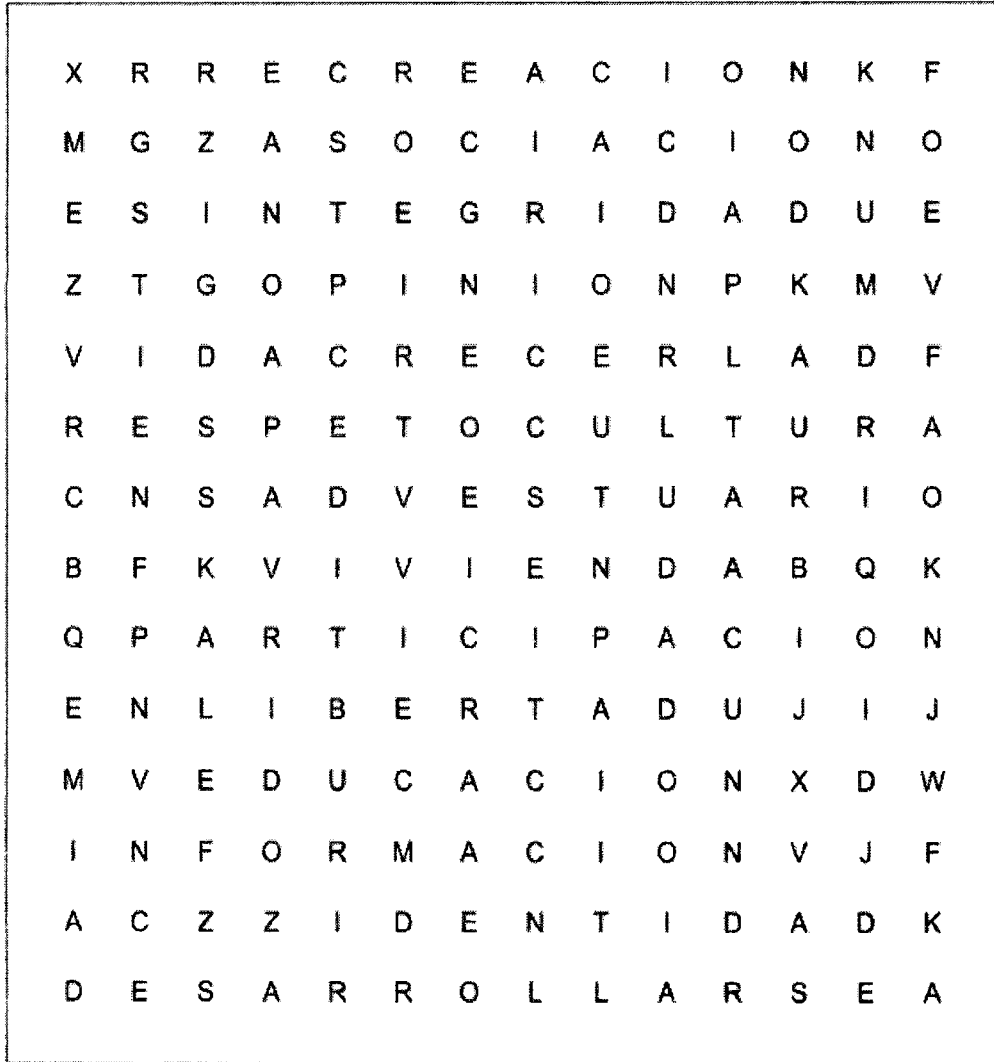 X R R E C R E A C I O N K F
M G Z A S O C I A C I O N O
E S I N T E G R I D A D U E
Z T G O P I N I O N P K M V
V I D A C R E C E R L A D F
R E S P E T O C U L T U R A
C N S A D V E S T U A R I O
B F K V I V I E N D A B Q K
Q P A R T I C I P A C I O N
E N L I B E R T A D U J I J
M V E D U C A C I O N X D W
I N F O R M A C I O N V J F
A C Z Z I D E N T I D A D K
D E S A R R O L L A R S E A